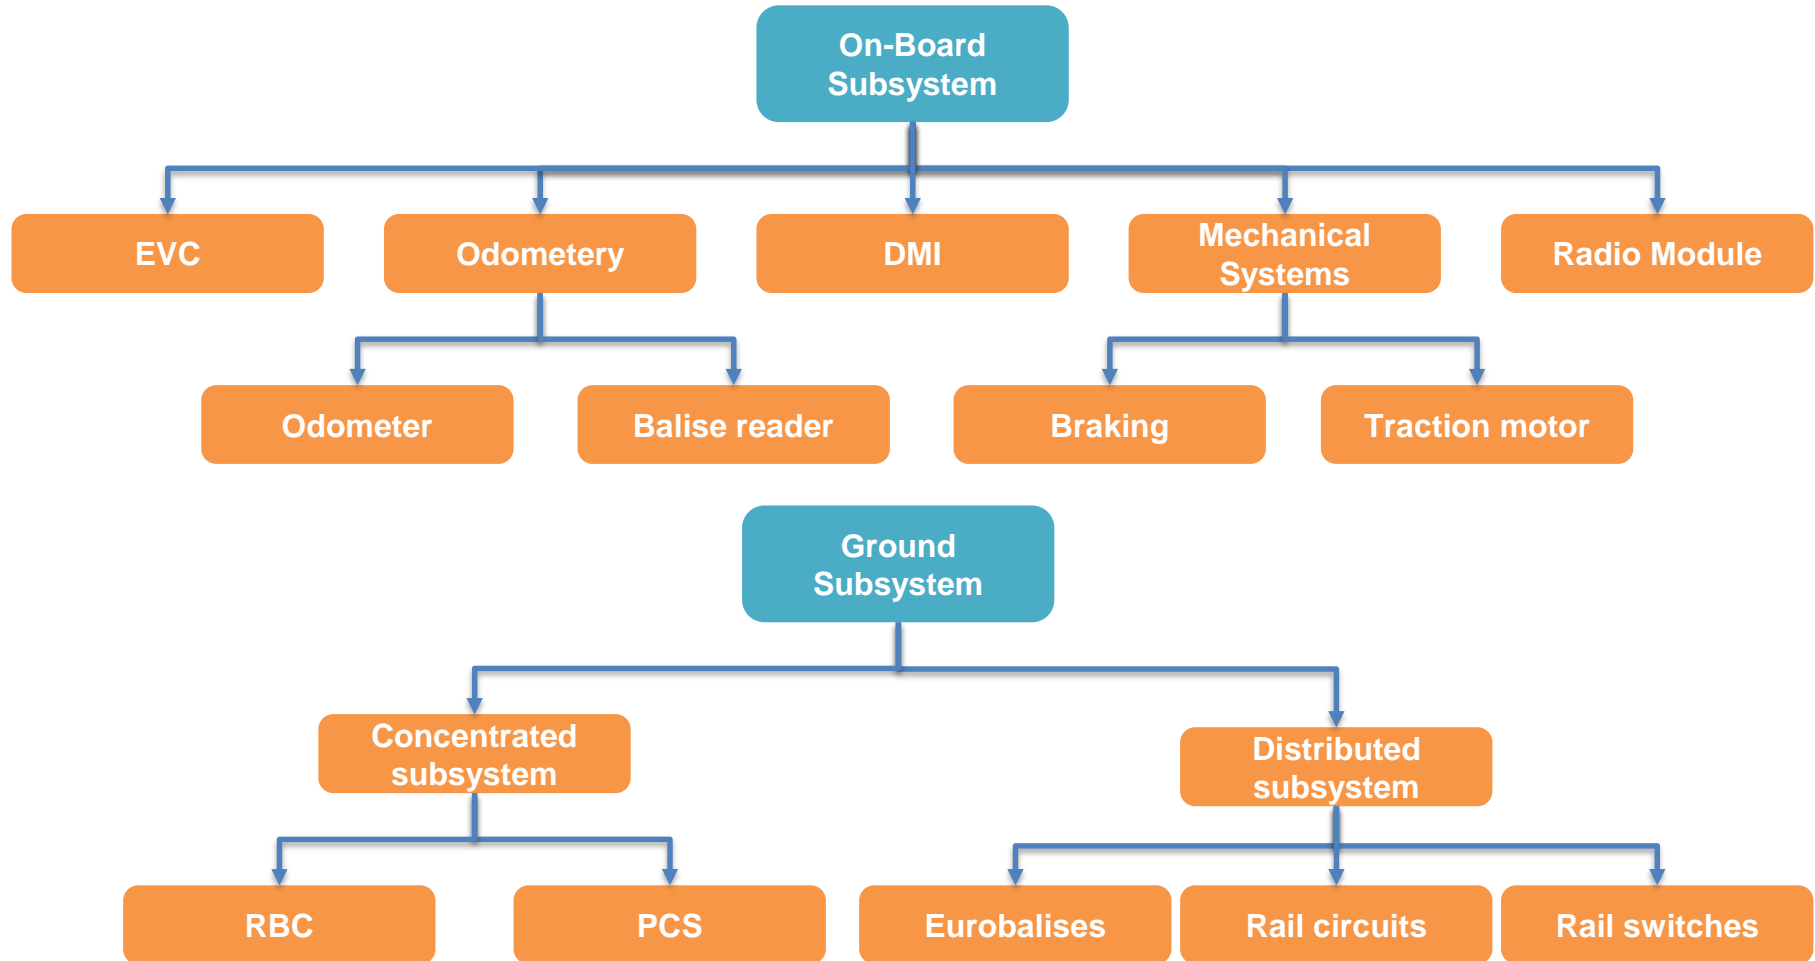 On-Board
Subsystem
EVC
Odometery
DMI
Mechanical
Systems
Radio Module
Odometer
Balise reader
Braking
Traction motor
Ground
Subsystem
Concentrated
subsystem
Distributed
subsystem
RBC
PCS
Eurobalises
Rail circuits
Rail switches